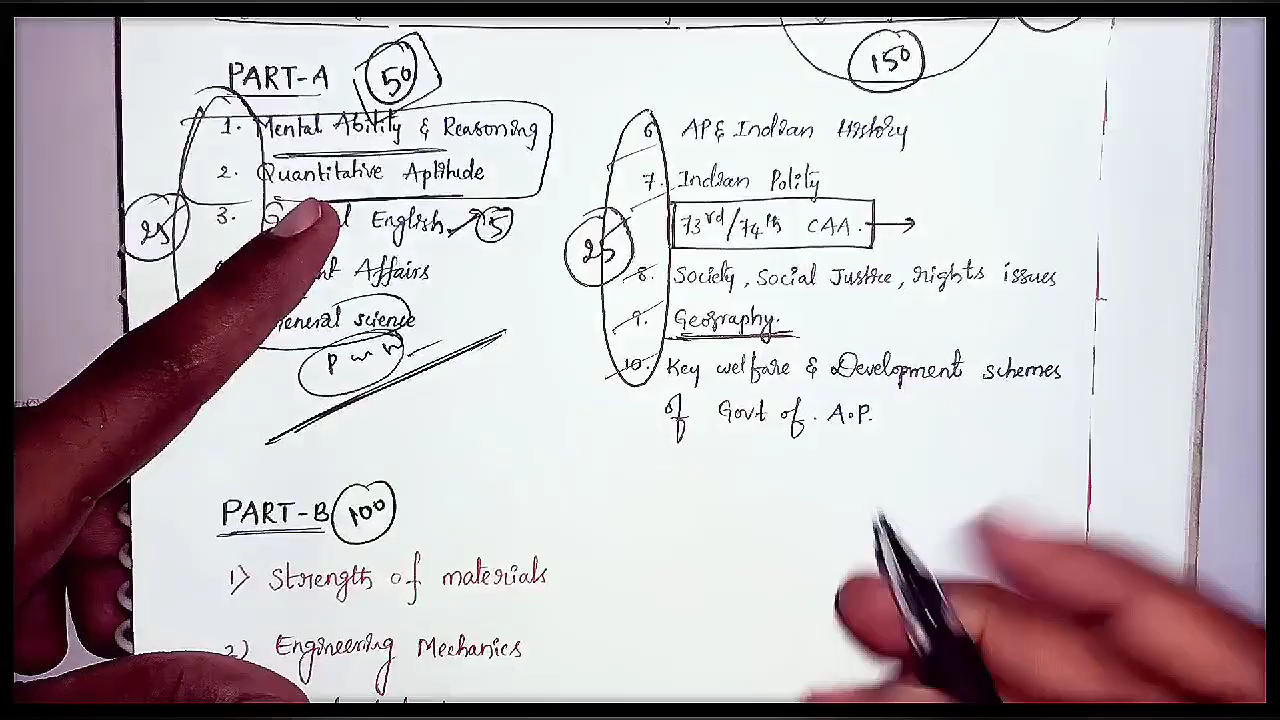 150
PART-A 50
1. Mental Ability & Reasoning
2. Quantitative Aptitude
3. English 5
Affairs
General science
25
6. AP & Indian History
7. Indian Polity
73rd/74th CAA.
8. Society, Social Justice, rights issues
9. Geography.
10. Key welfare & Development schemes
of Govt of. A.P.
25
PART-B 100
1) Strength of materials
2) Engineering Mechanics